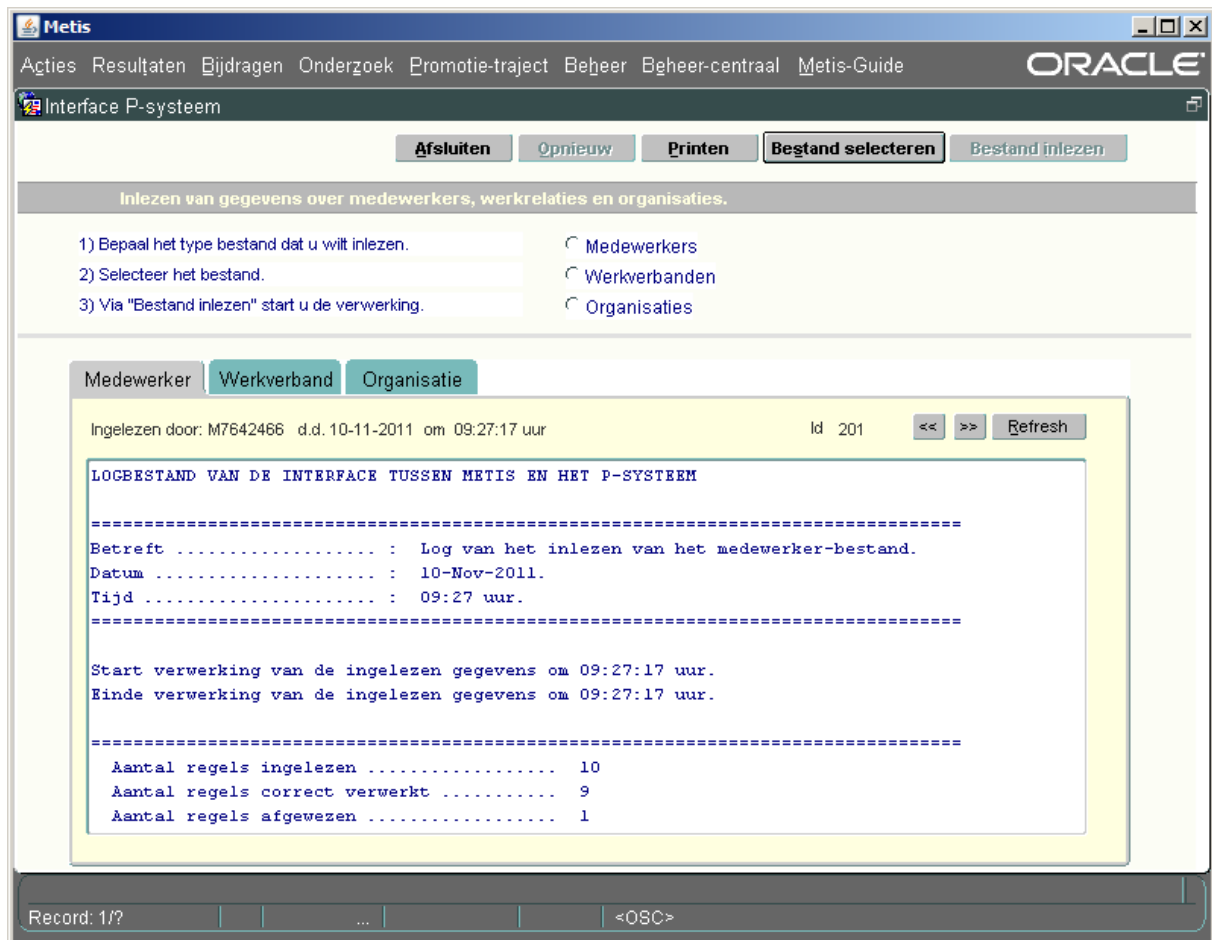 Metis
Acties Resultaten Bijdragen Onderzoek Promotie-traject Beheer Beheer-centraal Metis-Guide ORACLE
Interface P-systeem
Afsluiten Opnieuw Printen Bestand selecteren Bestand inlezen
Inlezen van gegevens over medewerkers, werkrelaties en organisaties.
1) Bepaal het type bestand dat u wilt inlezen. Medewerkers
2) Selecteer het bestand. Werkverbanden
3) Via "Bestand inlezen" start u de verwerking. Organisaties
Medewerker Werkverband Organisatie
Ingelezen door: M7642466 d.d. 10-11-2011 om 09:27:17 uur Id 201 << >> Refresh
LOGBESTAND VAN DE INTERFACE TUSSEN METIS EN HET P-SYSTEEM
==================================================================================
Betreft ................... : Log van het inlezen van het medewerker-bestand.
Datum ..................... : 10-Nov-2011.
Tijd ...................... : 09:27 uur.
==================================================================================
Start verwerking van de ingelezen gegevens om 09:27:17 uur.
Einde verwerking van de ingelezen gegevens om 09:27:17 uur.
==================================================================================
Aantal regels ingelezen .................. 10
Aantal regels correct verwerkt ........... 9
Aantal regels afgewezen .................. 1
Record: 1/? ... <OSC>